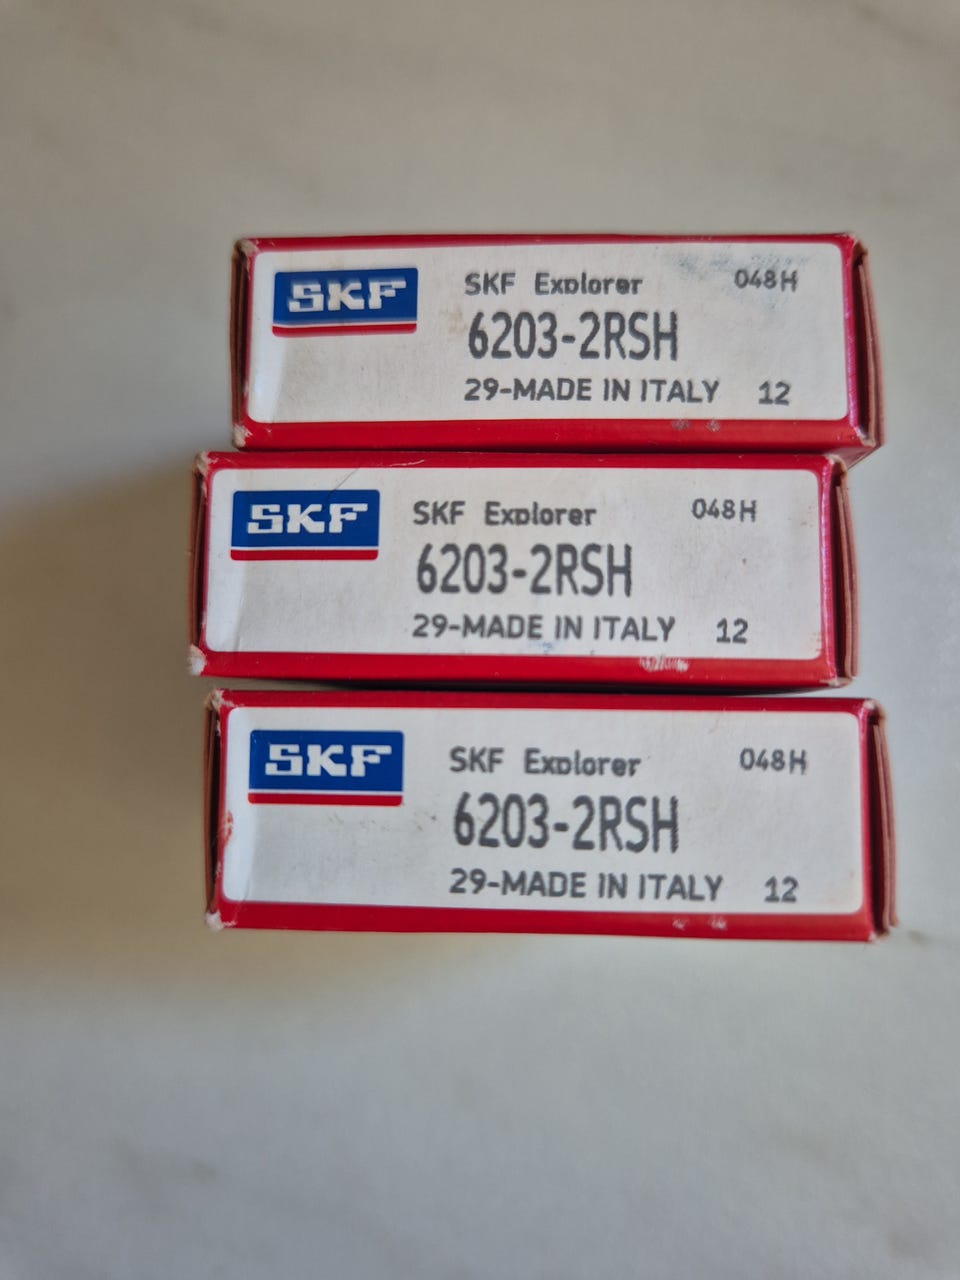 SKF
SKF Explorer 048H
6203-2RSH
29-MADE IN ITALY 12
SKF
SKF Explorer 048H
6203-2RSH
29-MADE IN ITALY 12
SKF
SKF Explorer 048H
6203-2RSH
29-MADE IN ITALY 12